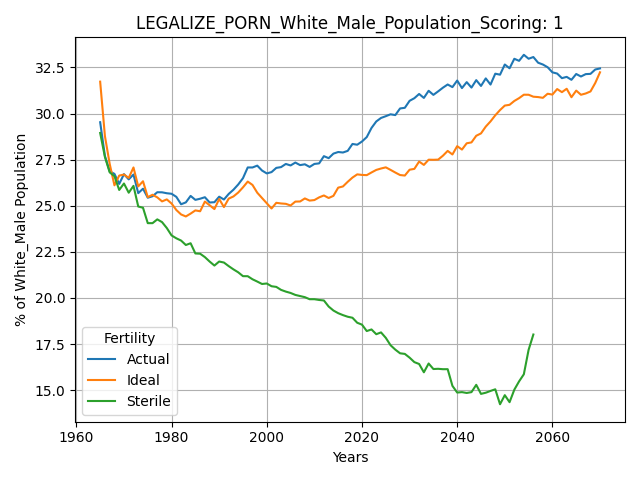 LEGALIZE_PORN_White_Male_Population_Scoring: 1
% of White_Male Population
32.5
30.0
27.5
25.0
22.5
20.0
17.5
15.0
Fertility
Actual
Ideal
Sterile
1960 1980 2000 2020 2040 2060
Years